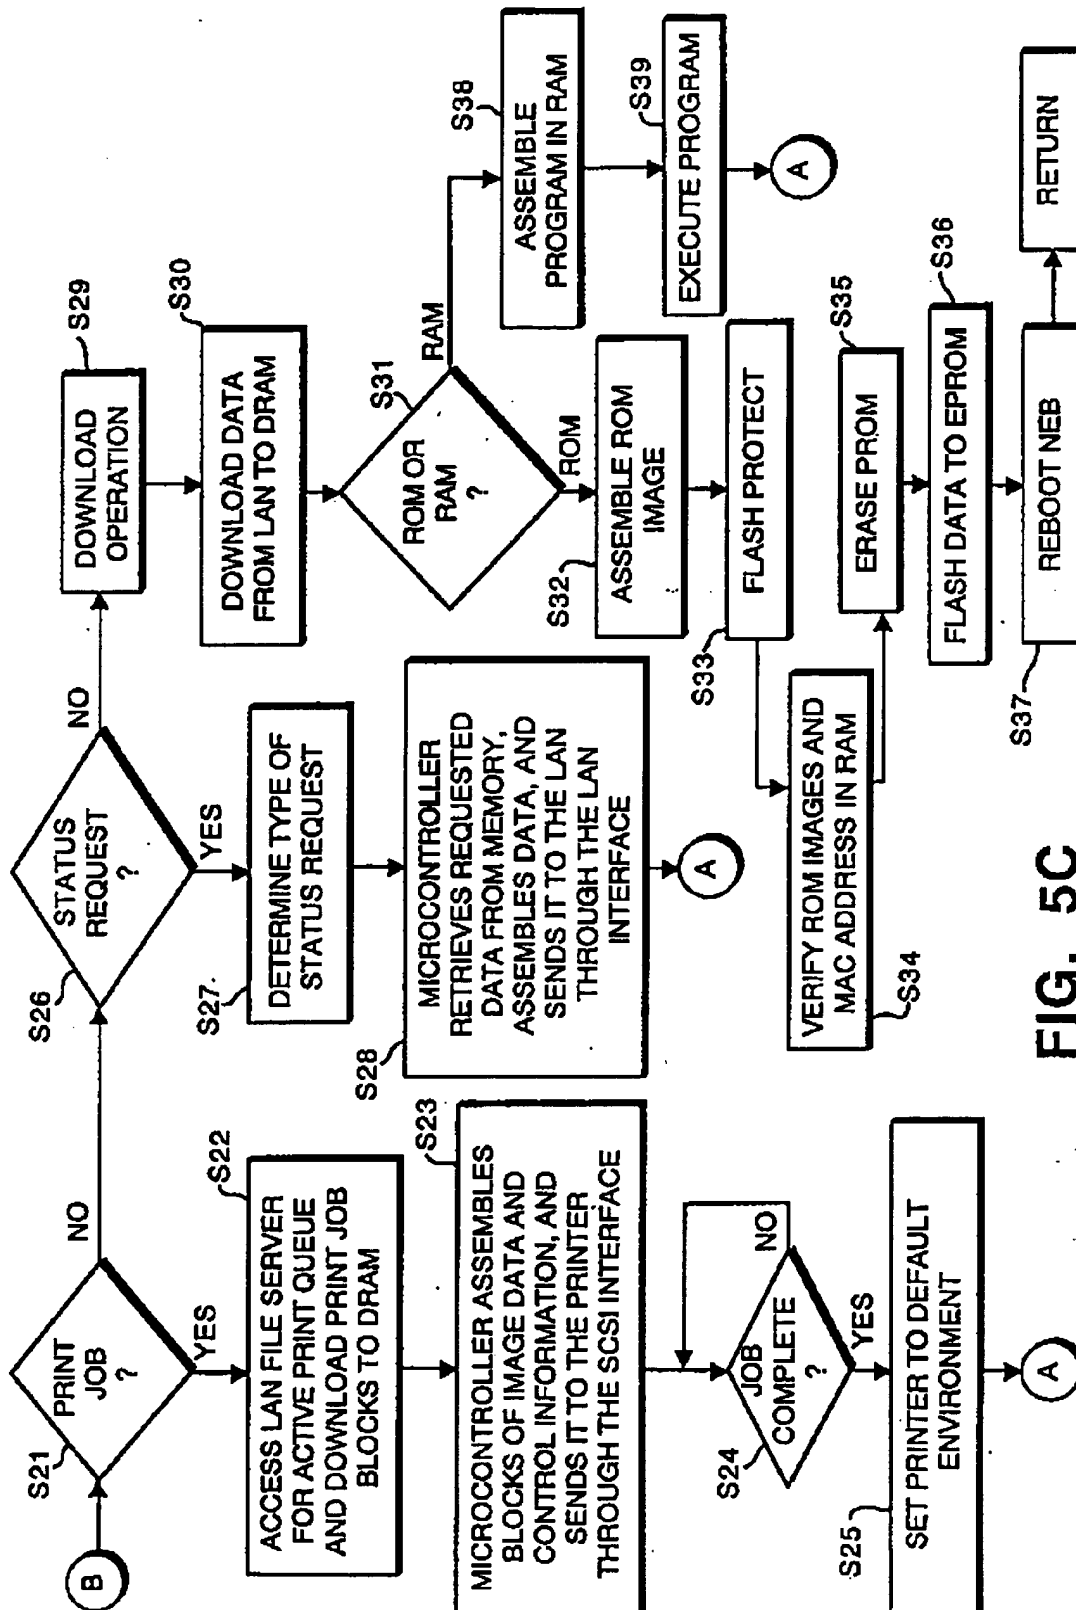 B
S21
PRINT
JOB
?
NO
YES
S22
ACCESS LAN FILE SERVER
FOR ACTIVE PRINT QUEUE
AND DOWNLOAD PRINT JOB
BLOCKS TO DRAM
S23
MICROCONTROLLER ASSEMBLES
BLOCKS OF IMAGE DATA AND
CONTROL INFORMATION, AND
SENDS IT TO THE PRINTER
THROUGH THE SCSI INTERFACE
S24
JOB
COMPLETE
?
NO
YES
S25
SET PRINTER TO DEFAULT
ENVIRONMENT
A
S26
STATUS
REQUEST
?
NO
YES
S27
DETERMINE TYPE OF
STATUS REQUEST
S28
MICROCONTROLLER
RETRIEVES REQUESTED
DATA FROM MEMORY,
ASSEMBLES DATA, AND
SENDS IT TO THE LAN
THROUGH THE LAN
INTERFACE
A
S29
DOWNLOAD
OPERATION
S30
DOWNLOAD DATA
FROM LAN TO DRAM
S31
ROM OR
RAM
?
RAM
ROM
S32
ASSEMBLE ROM
IMAGE
S33
FLASH PROTECT
VERIFY ROM IMAGES AND
MAC ADDRESS IN RAM
S34
S35
ERASE PROM
S36
FLASH DATA TO EPROM
S37
REBOOT NEB
RETURN
S38
ASSEMBLE
PROGRAM IN RAM
S39
EXECUTE PROGRAM
A
FIG. 5C